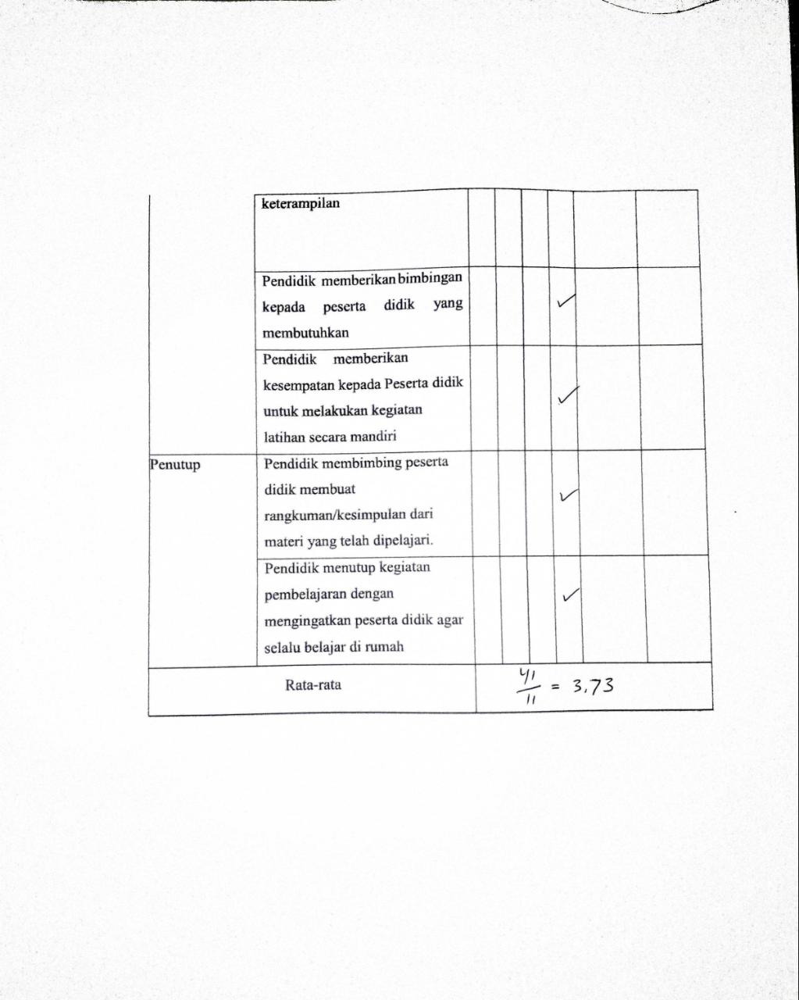 keterampilan
Pendidik memberikan bimbingan
kepada peserta didik yang
membutuhkan
Pendidik memberikan
kesempatan kepada Peserta didik
untuk melakukan kegiatan
latihan secara mandiri
Penutup
Pendidik membimbing peserta
didik membuat
rangkuman/kesimpulan dari
materi yang telah dipelajari.
Pendidik menutup kegiatan
pembelajaran dengan
mengingatkan peserta didik agar
selalu belajar di rumah
Rata-rata
41
11
= 3,73